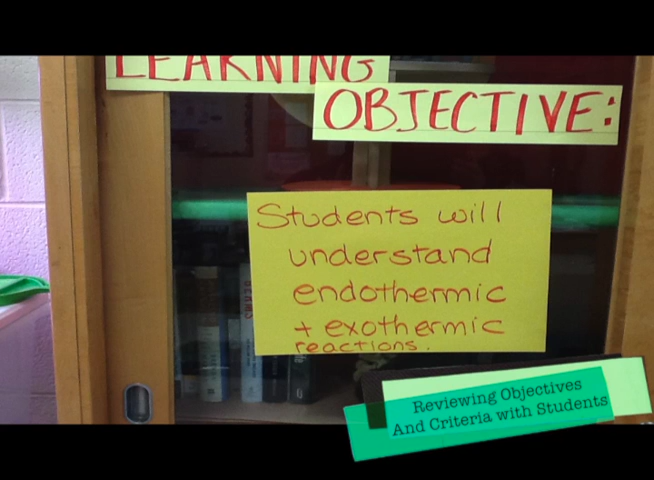 LEARNING
OBJECTIVE:
Students will
understand
endothermic
+ exothermic
reactions.
Reviewing Objectives
And Criteria with Students